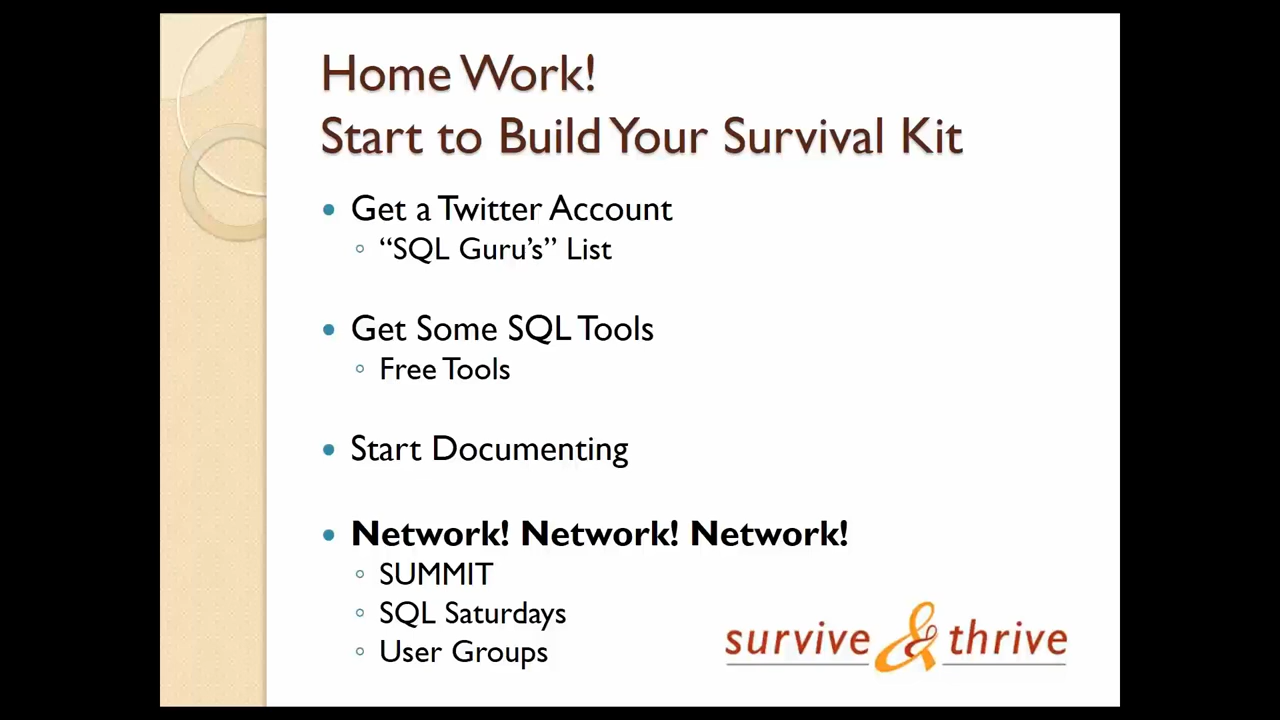 Home Work!
Start to Build Your Survival Kit
• Get a Twitter Account
◦ “SQL Guru’s” List
• Get Some SQL Tools
◦ Free Tools
• Start Documenting
• Network! Network! Network!
◦ SUMMIT
◦ SQL Saturdays
◦ User Groups
survive & thrive